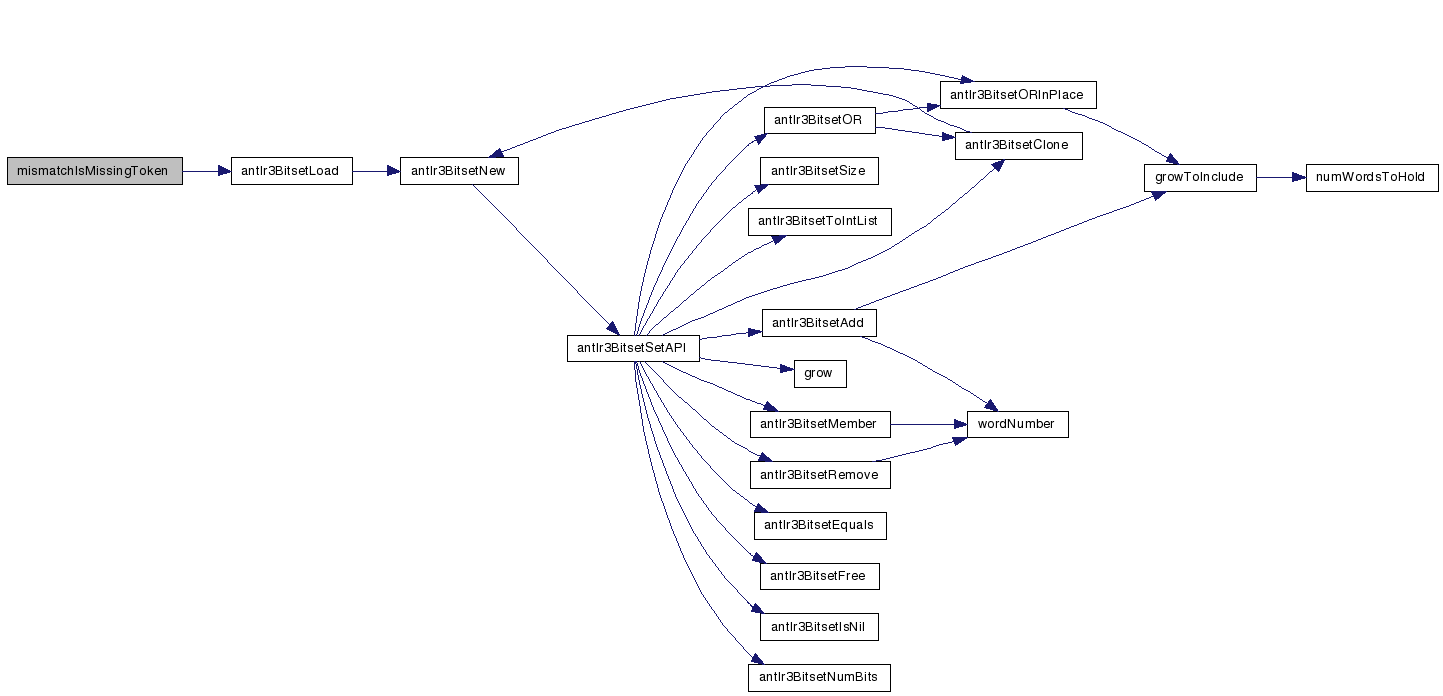 antlr3BitsetORInPlace
antlr3BitsetOR
antlr3BitsetClone
mismatchIsMissingToken
antlr3BitsetLoad
antlr3BitsetNew
antlr3BitsetSize
growToInclude
numWordsToHold
antlr3BitsetToIntList
antlr3BitsetAdd
antlr3BitsetSetAPI
grow
antlr3BitsetMember
wordNumber
antlr3BitsetRemove
antlr3BitsetEquals
antlr3BitsetFree
antlr3BitsetIsNil
antlr3BitsetNumBits